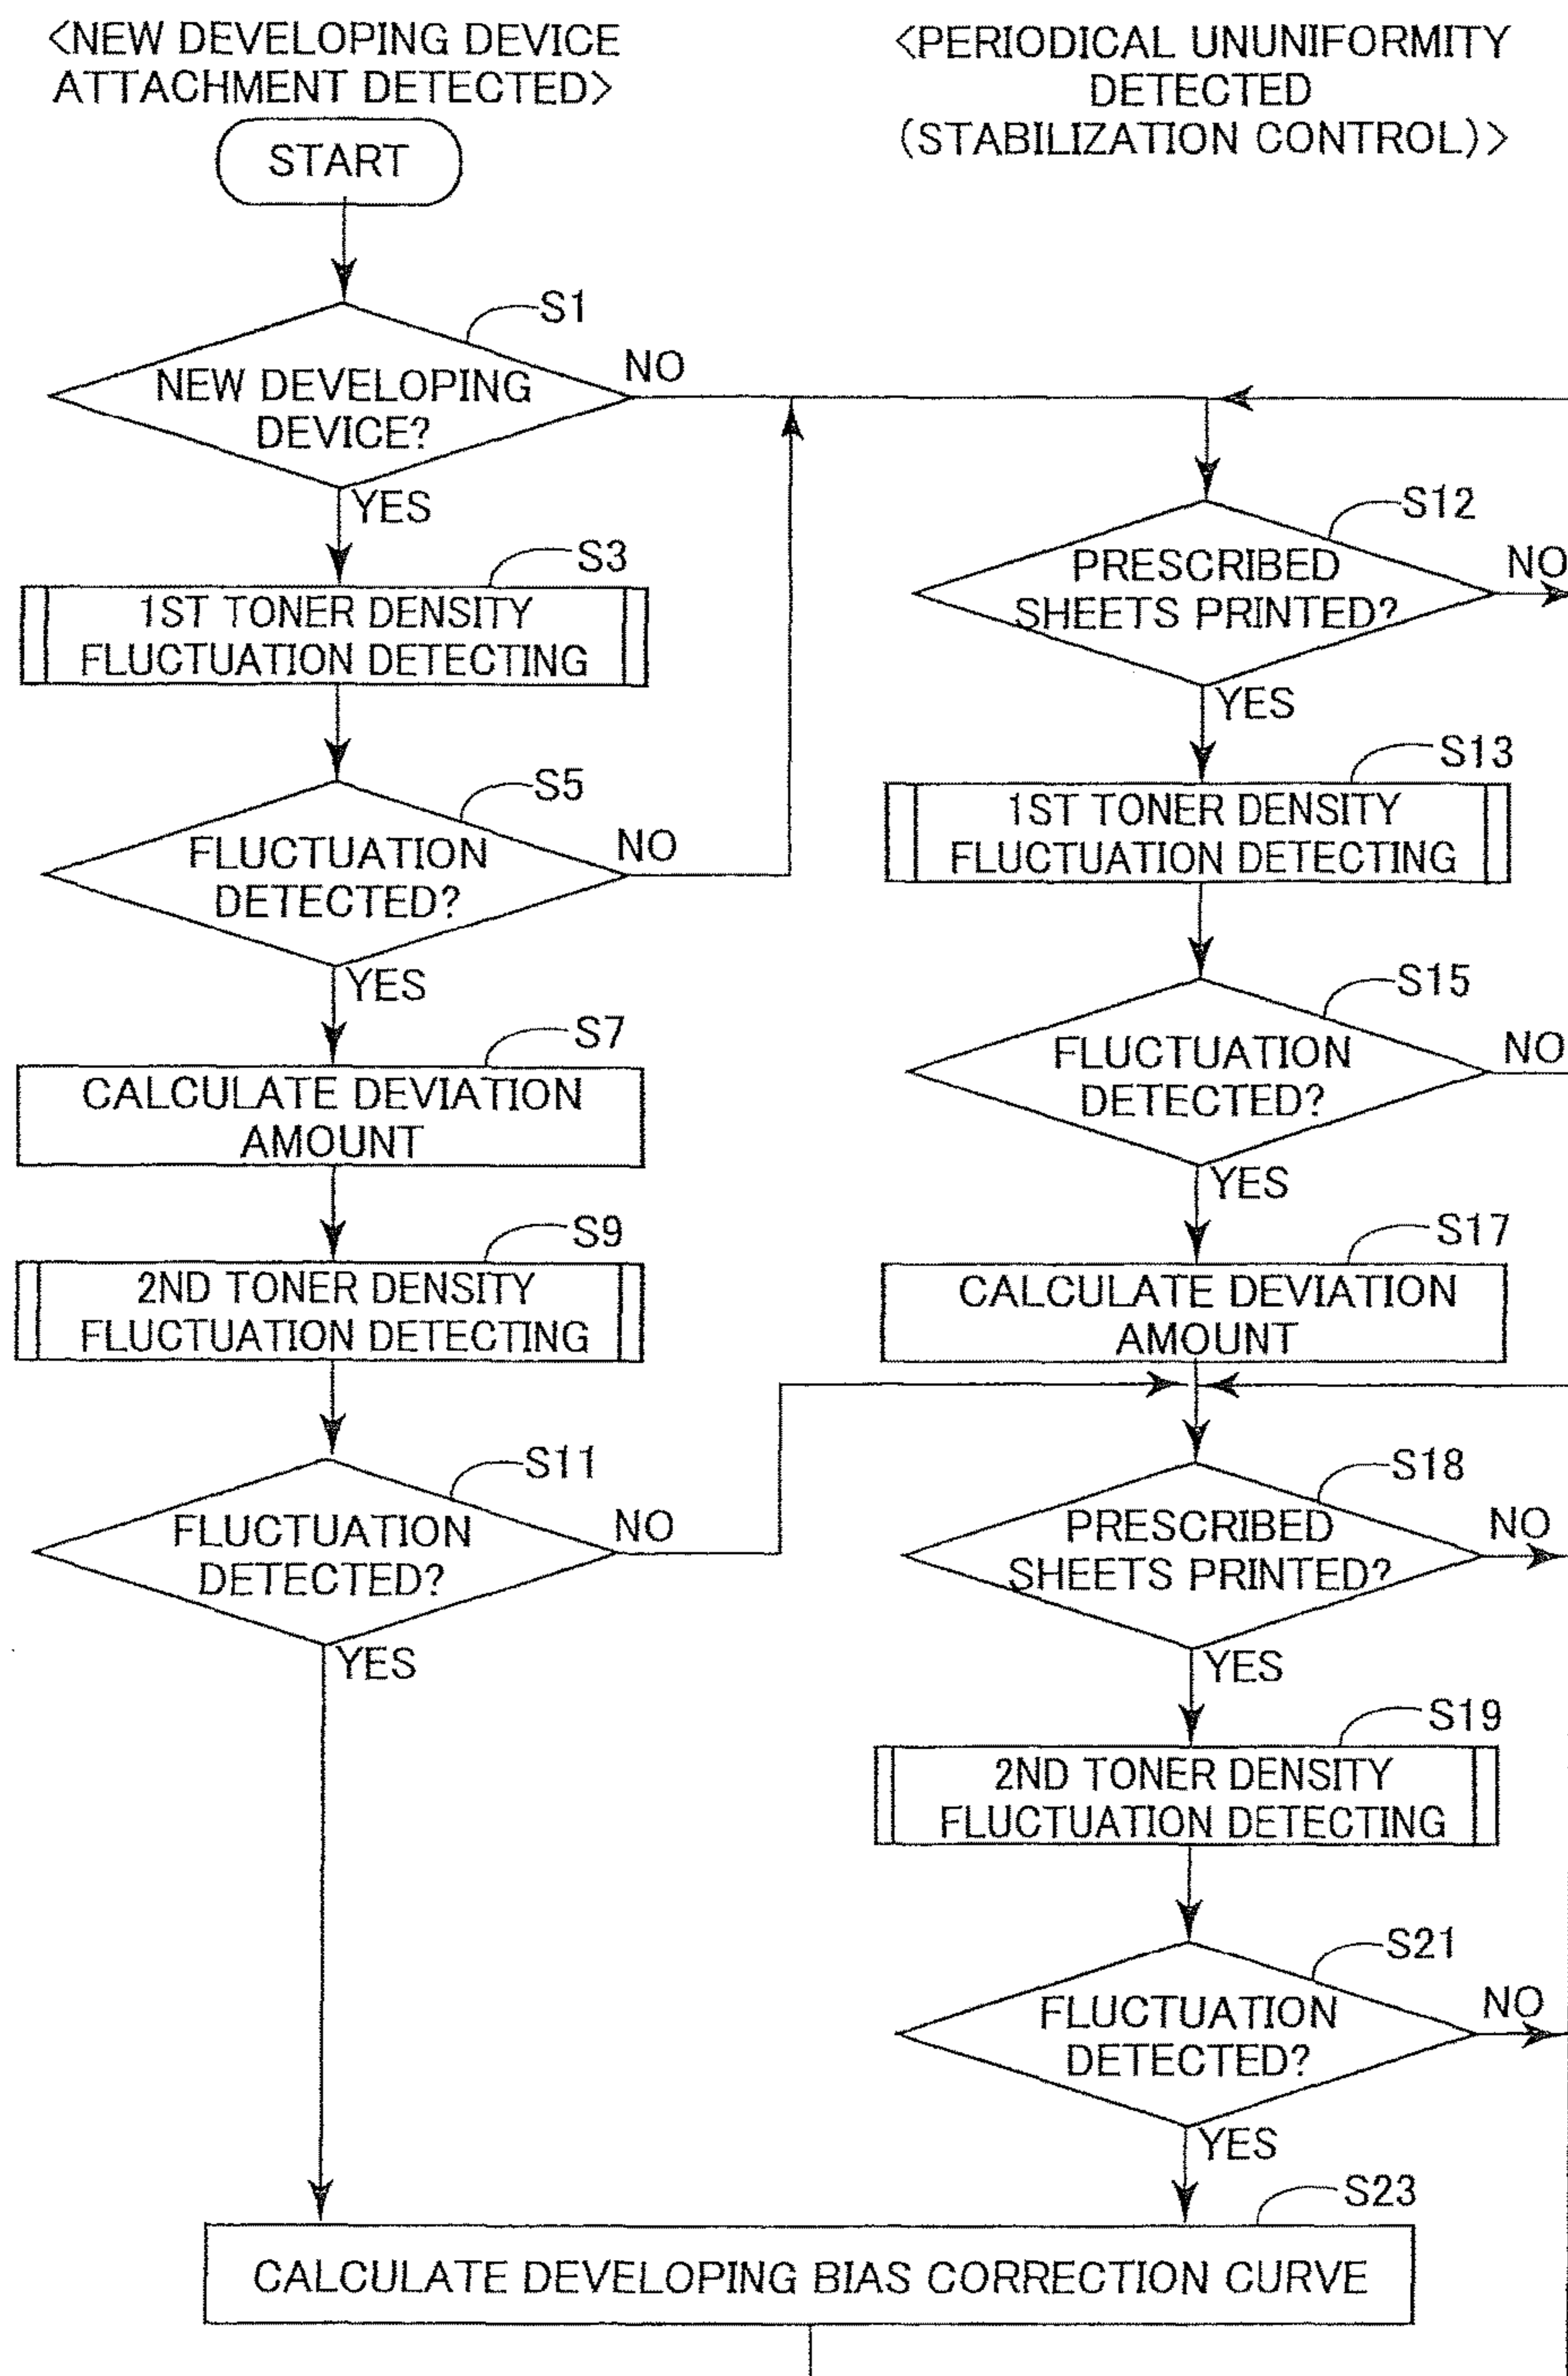 <NEW DEVELOPING DEVICE
ATTACHMENT DETECTED>
START
S1
NEW DEVELOPING
DEVICE?
NO
YES
S3
1ST TONER DENSITY
FLUCTUATION DETECTING
S5
FLUCTUATION
DETECTED?
NO
YES
S7
CALCULATE DEVIATION
AMOUNT
S9
2ND TONER DENSITY
FLUCTUATION DETECTING
S11
FLUCTUATION
DETECTED?
NO
YES
<PERIODICAL UNUNIFORMITY
DETECTED
(STABILIZATION CONTROL)>
S12
PRESCRIBED
SHEETS PRINTED?
NO
YES
S13
1ST TONER DENSITY
FLUCTUATION DETECTING
S15
FLUCTUATION
DETECTED?
NO
YES
S17
CALCULATE DEVIATION
AMOUNT
S18
PRESCRIBED
SHEETS PRINTED?
NO
YES
S19
2ND TONER DENSITY
FLUCTUATION DETECTING
S21
FLUCTUATION
DETECTED?
NO
YES
S23
CALCULATE DEVELOPING BIAS CORRECTION CURVE